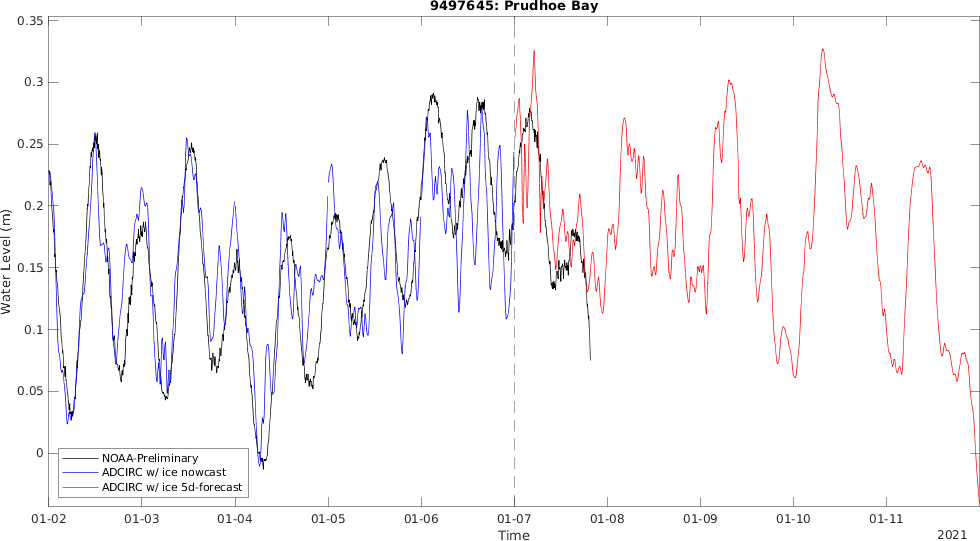 9497645: Prudhoe Bay
0.35
0.3
0.25
0.2
0.15
0.1
0.05
0
Water Level (m)
NOAA-Preliminary
ADCIRC w/ ice nowcast
ADCIRC w/ ice 5d-forecast
01-02 01-03 01-04 01-05 01-06 01-07 01-08 01-09 01-10 01-11
Time
2021